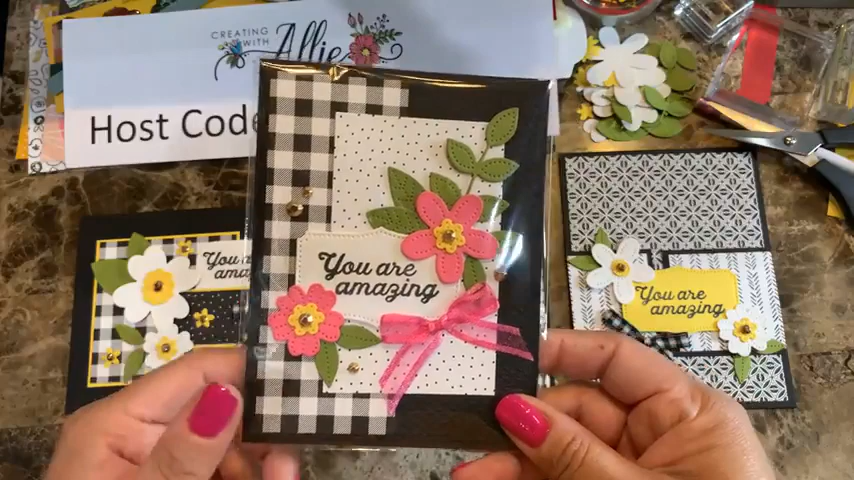 CREATING
WITH
Allie
Host Code
You are
amazing
You are
amazing
You are
amazing